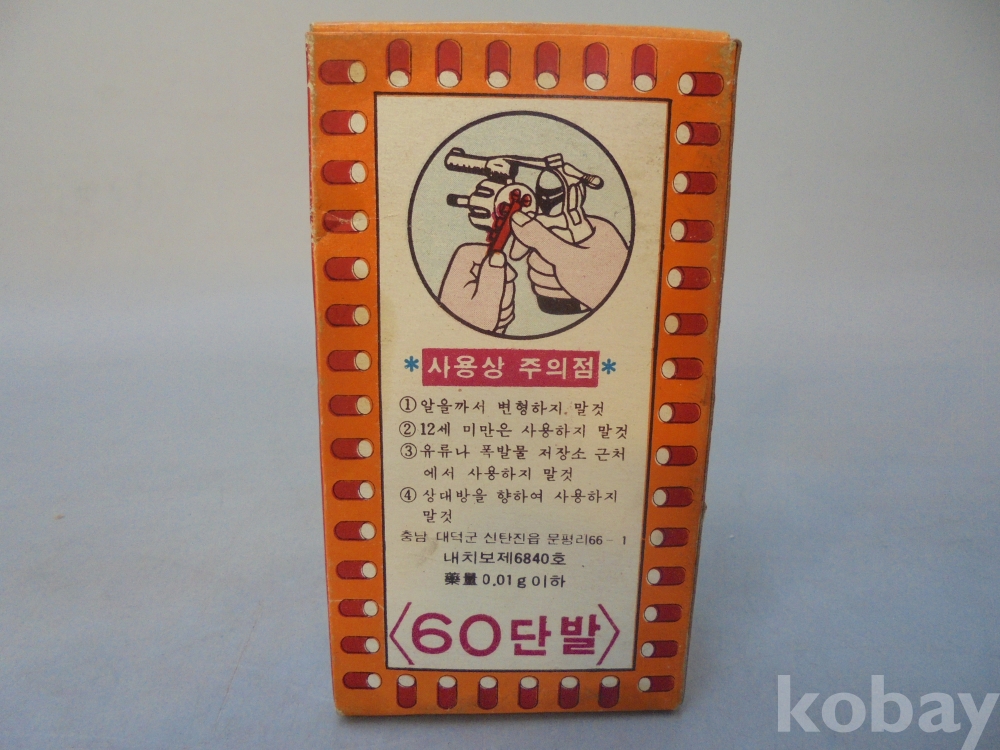 *사용상 주의점*
① 알을까서 변형하지 말것
② 12세 미만은 사용하지 말것
③ 유류나 폭발물 저장소 근처
에서 사용하지 말것
④ 상대방을 향하여 사용하지
말것
충남 대덕군 신탄진읍 문평리66-1
내치보제6840호
藥量 0.01g이하
〈60단발〉
kobay